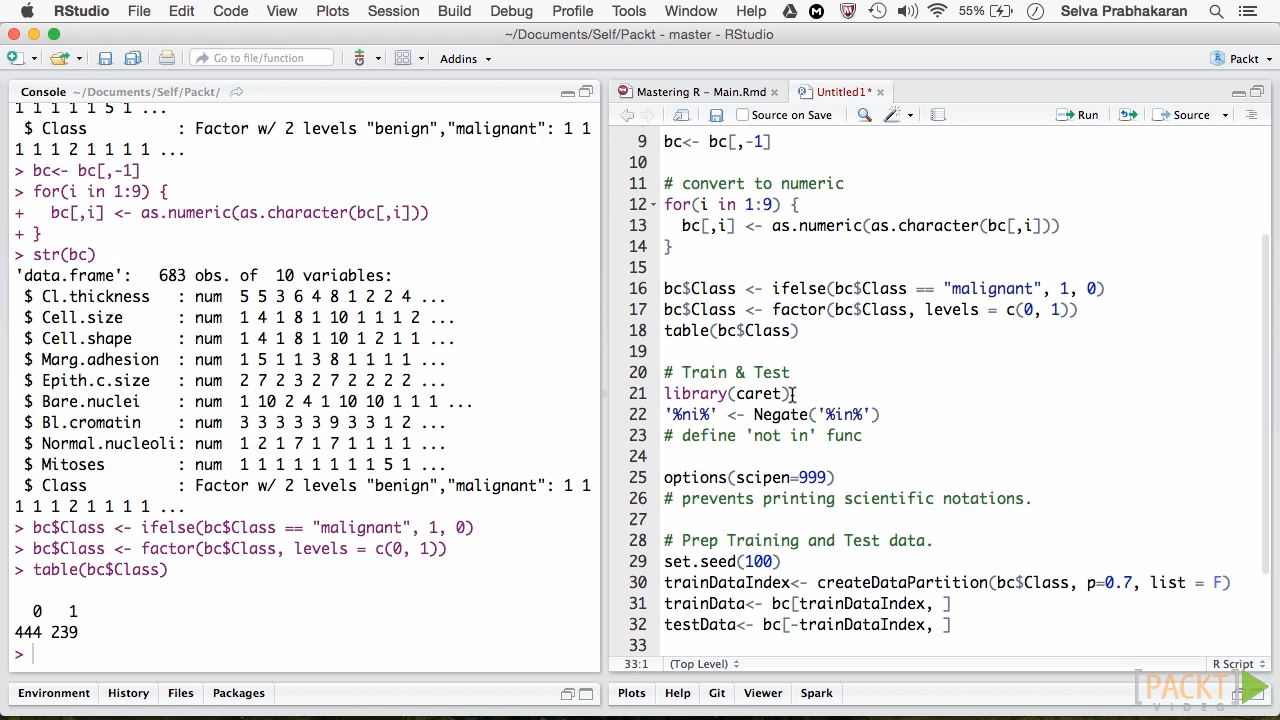 RStudio File Edit Code View Plots Session Build Debug Profile Tools Window Help 55% Selva Prabhakaran
~/Documents/Self/Packt - master - RStudio
Go to file/function Addins Packt
Console ~/Documents/Self/Packt/
1 1 1 1 1 5 1 ...
$ Class : Factor w/ 2 levels "benign","malignant": 1 1
1 1 1 2 1 1 1 1 ...
> bc<- bc[,-1]
> for(i in 1:9) {
+ bc[,i] <- as.numeric(as.character(bc[,i]))
+ }
> str(bc)
'data.frame': 683 obs. of 10 variables:
$ Cl.thickness : num 5 5 3 6 4 8 1 2 2 4 ...
$ Cell.size : num 1 4 1 8 1 10 1 1 1 2 ...
$ Cell.shape : num 1 4 1 8 1 10 1 2 1 1 ...
$ Marg.adhesion : num 1 5 1 1 3 8 1 1 1 1 ...
$ Epith.c.size : num 2 7 2 3 2 7 2 2 2 2 ...
$ Bare.nuclei : num 1 10 2 4 1 10 10 1 1 1 ...
$ Bl.cromatin : num 3 3 3 3 3 9 3 3 1 2 ...
$ Normal.nucleoli: num 1 2 1 7 1 7 1 1 1 1 ...
$ Mitoses : num 1 1 1 1 1 1 1 1 5 1 ...
$ Class : Factor w/ 2 levels "benign","malignant": 1 1
1 1 1 2 1 1 1 1 ...
> bc$Class <- ifelse(bc$Class == "malignant", 1, 0)
> bc$Class <- factor(bc$Class, levels = c(0, 1))
> table(bc$Class)
0 1
444 239
>
Environment History Files Packages
Mastering R - Main.Rmd Untitled1*
Source on Save Run Source
9 bc<- bc[,-1]
10
11 # convert to numeric
12 for(i in 1:9) {
13 bc[,i] <- as.numeric(as.character(bc[,i]))
14 }
15
16 bc$Class <- ifelse(bc$Class == "malignant", 1, 0)
17 bc$Class <- factor(bc$Class, levels = c(0, 1))
18 table(bc$Class)
19
20 # Train & Test
21 library(caret)
22 '%ni%' <- Negate('%in%')
23 # define 'not in' func
24
25 options(scipen=999)
26 # prevents printing scientific notations.
27
28 # Prep Training and Test data.
29 set.seed(100)
30 trainDataIndex<- createDataPartition(bc$Class, p=0.7, list = F)
31 trainData<- bc[trainDataIndex, ]
32 testData<- bc[-trainDataIndex, ]
33
33:1 (Top Level) R Script
Plots Help Git Viewer Spark
PACKT
VIDEO